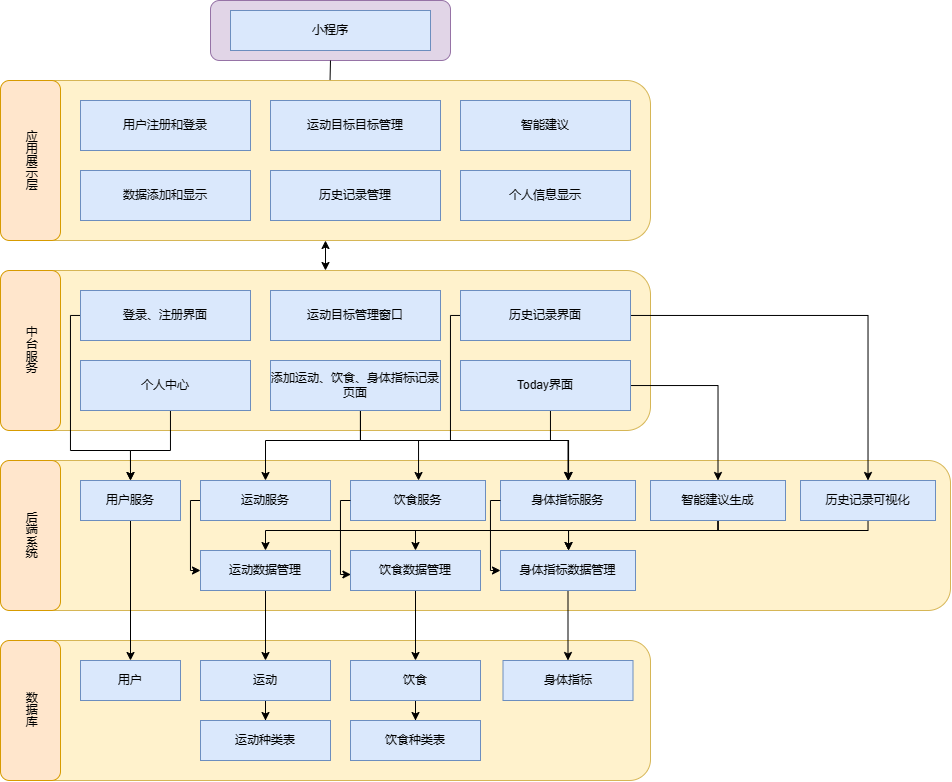 小程序
应用展示层
用户注册和登录
运动目标目标管理
智能建议
数据添加和显示
历史记录管理
个人信息显示
中台服务
登录、注册界面
运动目标管理窗口
历史记录界面
个人中心
添加运动、饮食、身体指标记录
页面
Today界面
后端系统
用户服务
运动服务
饮食服务
身体指标服务
智能建议生成
历史记录可视化
运动数据管理
饮食数据管理
身体指标数据管理
数据库
用户
运动
饮食
身体指标
运动种类表
饮食种类表